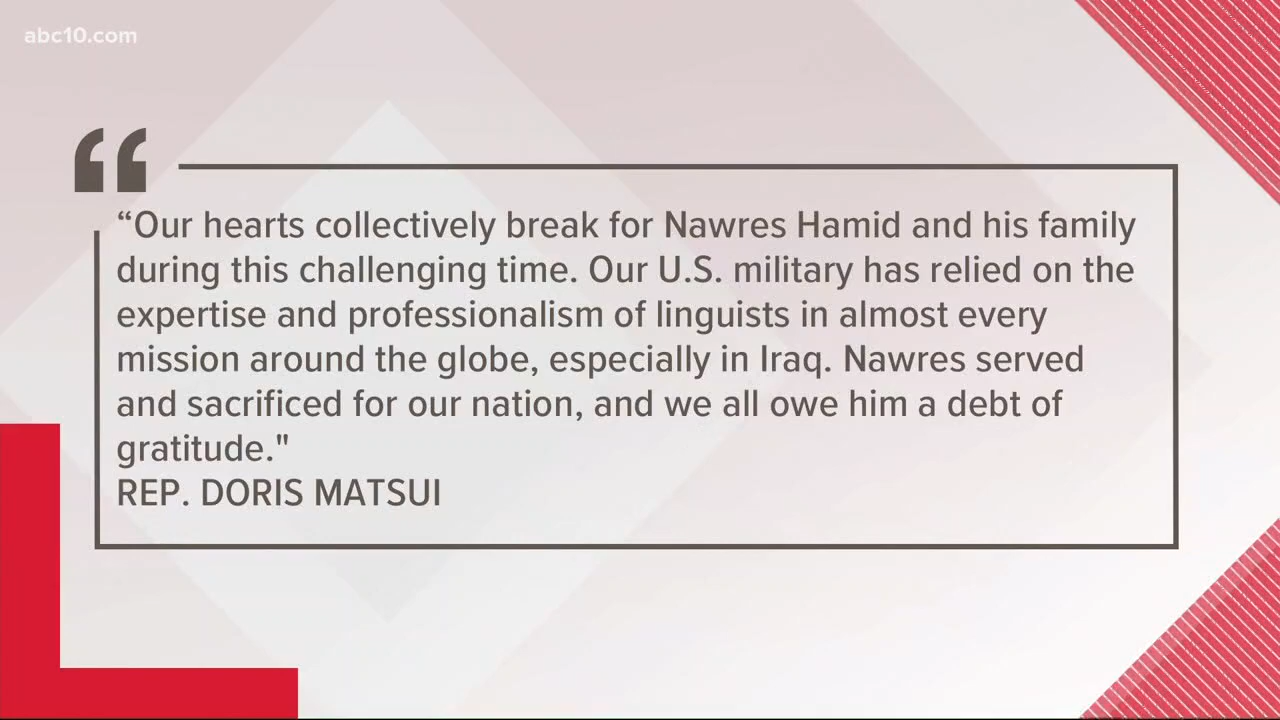 abc10.com
“
“Our hearts collectively break for Nawres Hamid and his family
during this challenging time. Our U.S. military has relied on the
expertise and professionalism of linguists in almost every
mission around the globe, especially in Iraq. Nawres served
and sacrificed for our nation, and we all owe him a debt of
gratitude."
REP. DORIS MATSUI